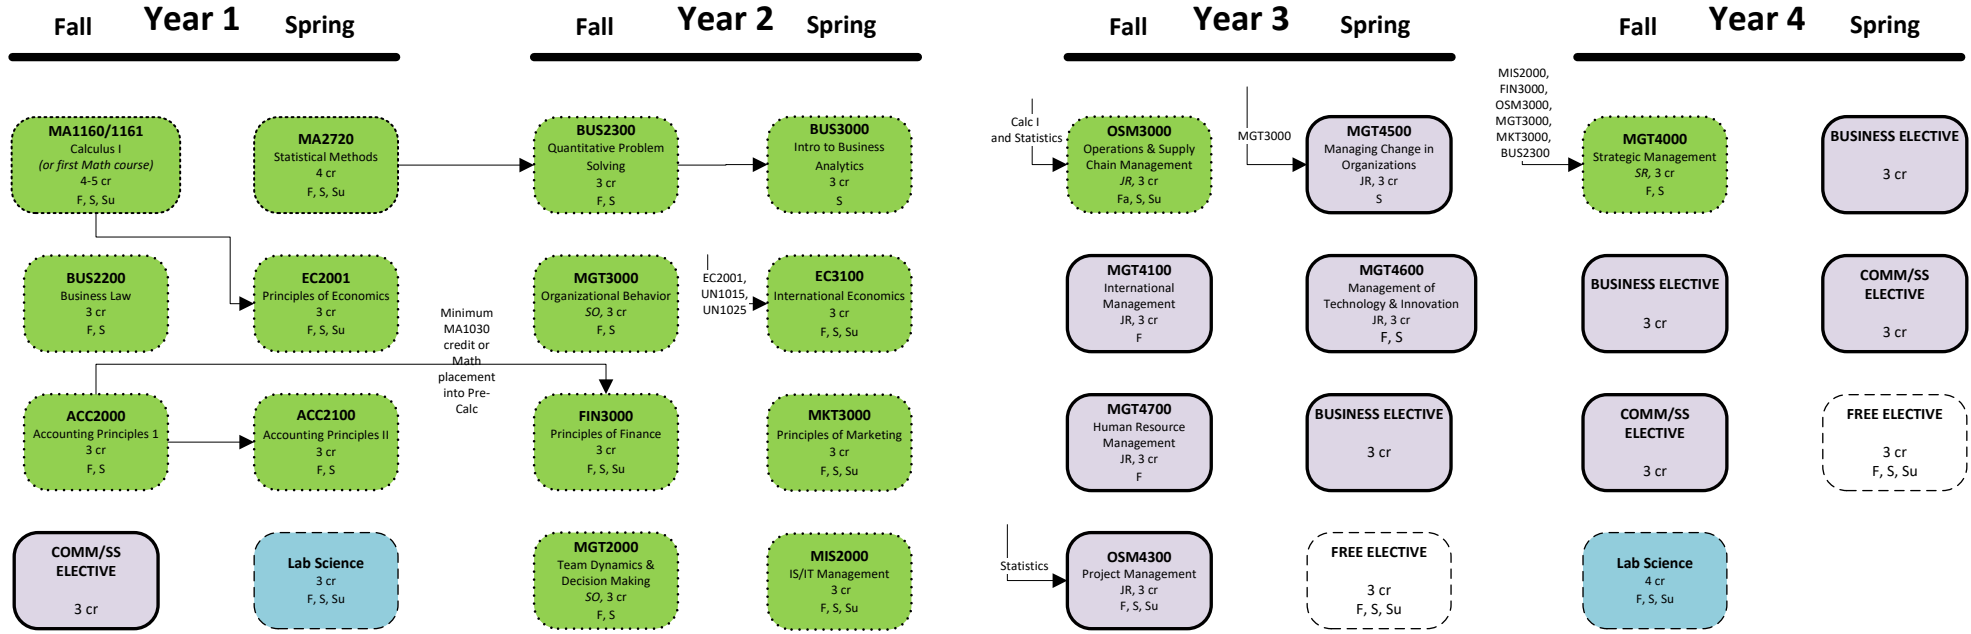 Year 1
Fall
Spring
Year 2
Fall
Spring
Year 3
Fall
Spring
Year 4
Fall
Spring
MA1160/1161
Calculus I
(or first Math course)
4-5 cr
F, S, Su
MA2720
Statistical Methods
4 cr
F, S, Su
BUS2300
Quantitative Problem
Solving
3 cr
F, S
BUS3000
Intro to Business
Analytics
3 cr
S
Calc I
and Statistics
OSM3000
Operations & Supply
Chain Management
JR, 3 cr
Fa, S, Su
MGT3000
MGT4500
Managing Change in
Organizations
JR, 3 cr
S
MIS2000,
FIN3000,
OSM3000,
MGT3000,
MKT3000,
BUS2300
MGT4000
Strategic Management
SR, 3 cr
F, S
BUSINESS ELECTIVE
3 cr
BUS2200
Business Law
3 cr
F, S
EC2001
Principles of Economics
3 cr
F, S, Su
Minimum
MA1030
credit or
Math
placement
into Pre-
Calc
MGT3000
Organizational Behavior
SO, 3 cr
F, S
EC2001,
UN1015,
UN1025
EC3100
International Economics
3 cr
F, S, Su
MGT4100
International
Management
JR, 3 cr
F
MGT4600
Management of
Technology & Innovation
JR, 3 cr
F, S
BUSINESS ELECTIVE
3 cr
COMM/SS
ELECTIVE
3 cr
ACC2000
Accounting Principles 1
3 cr
F, S
ACC2100
Accounting Principles II
3 cr
F, S
FIN3000
Principles of Finance
3 cr
F, S, Su
MKT3000
Principles of Marketing
3 cr
F, S, Su
MGT4700
Human Resource
Management
JR, 3 cr
F
BUSINESS ELECTIVE
3 cr
COMM/SS
ELECTIVE
3 cr
FREE ELECTIVE
3 cr
F, S, Su
COMM/SS
ELECTIVE
3 cr
Lab Science
3 cr
F, S, Su
MGT2000
Team Dynamics &
Decision Making
SO, 3 cr
F, S
MIS2000
IS/IT Management
3 cr
F, S, Su
Statistics
OSM4300
Project Management
JR, 3 cr
F, S, Su
FREE ELECTIVE
3 cr
F, S, Su
Lab Science
4 cr
F, S, Su